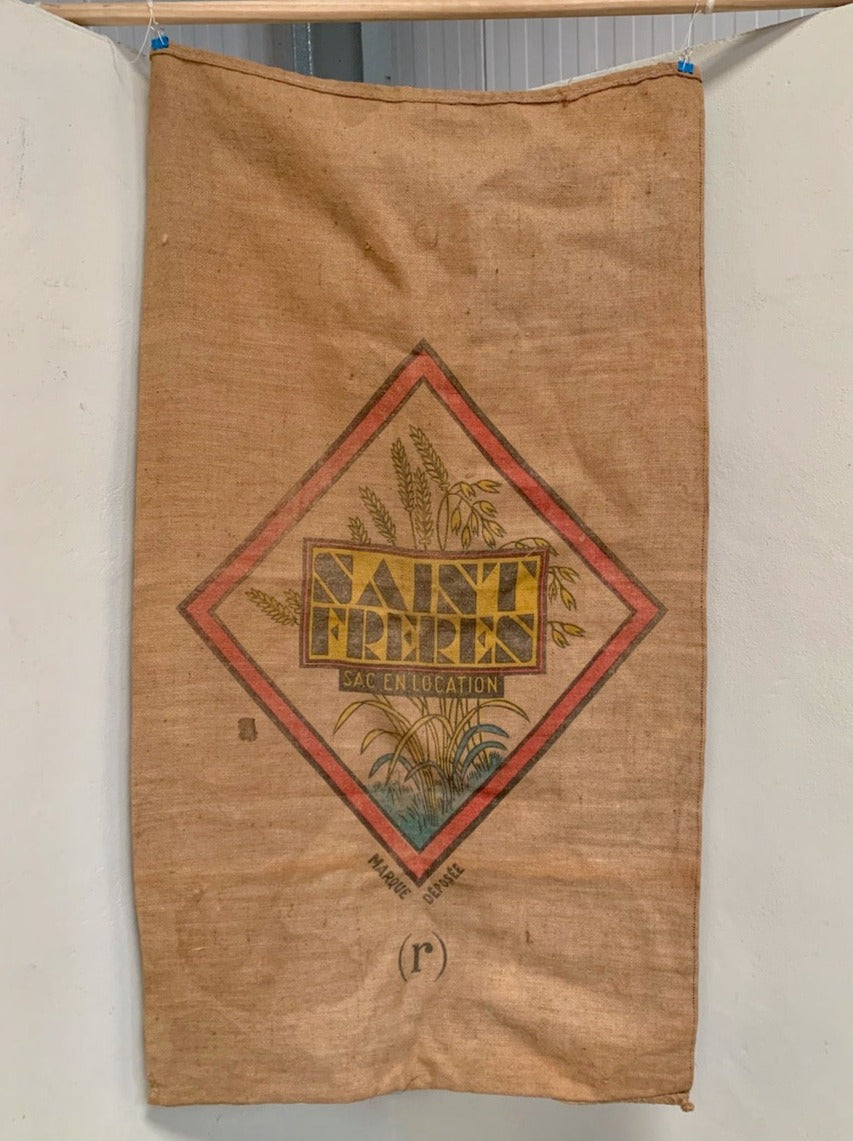 SAINT
FRERES
SAC EN LOCATION
MARQUE DÉPOSÉE
(r)